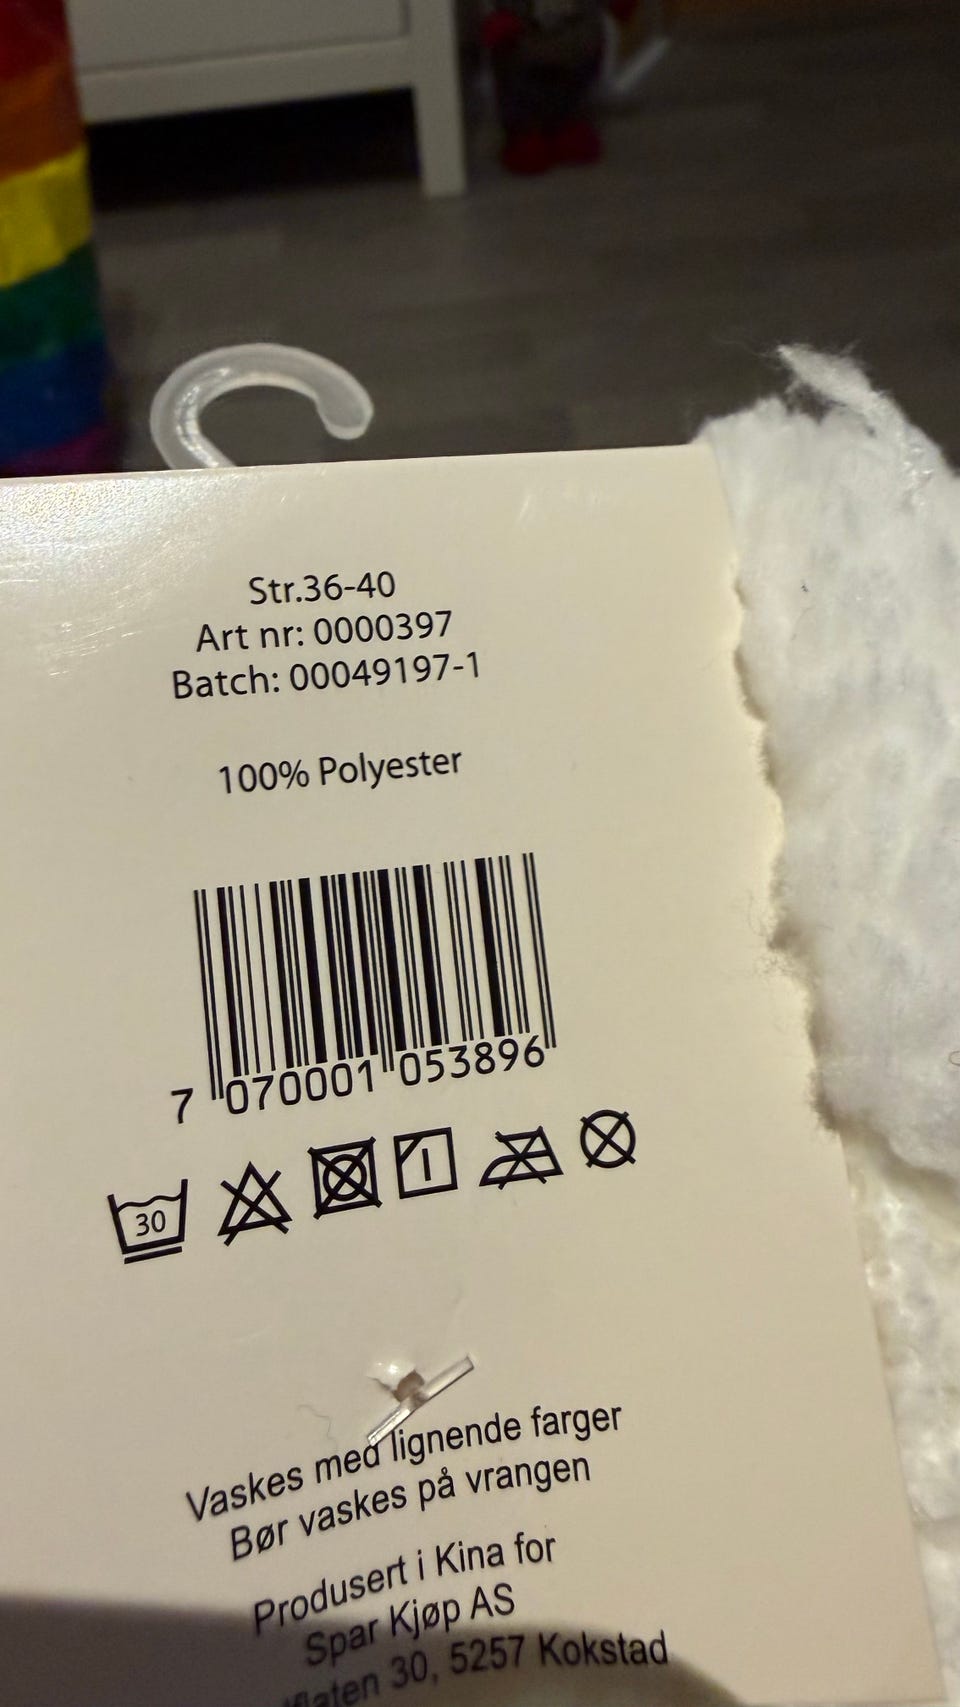 Str.36-40
Art nr: 0000397
Batch: 00049197-1
100% Polyester
7 070001 053896
30
Vaskes med lignende farger
Bør vaskes på vrangen
Produsert i Kina for
Spar Kjøp AS
30, 5257 Kokstad